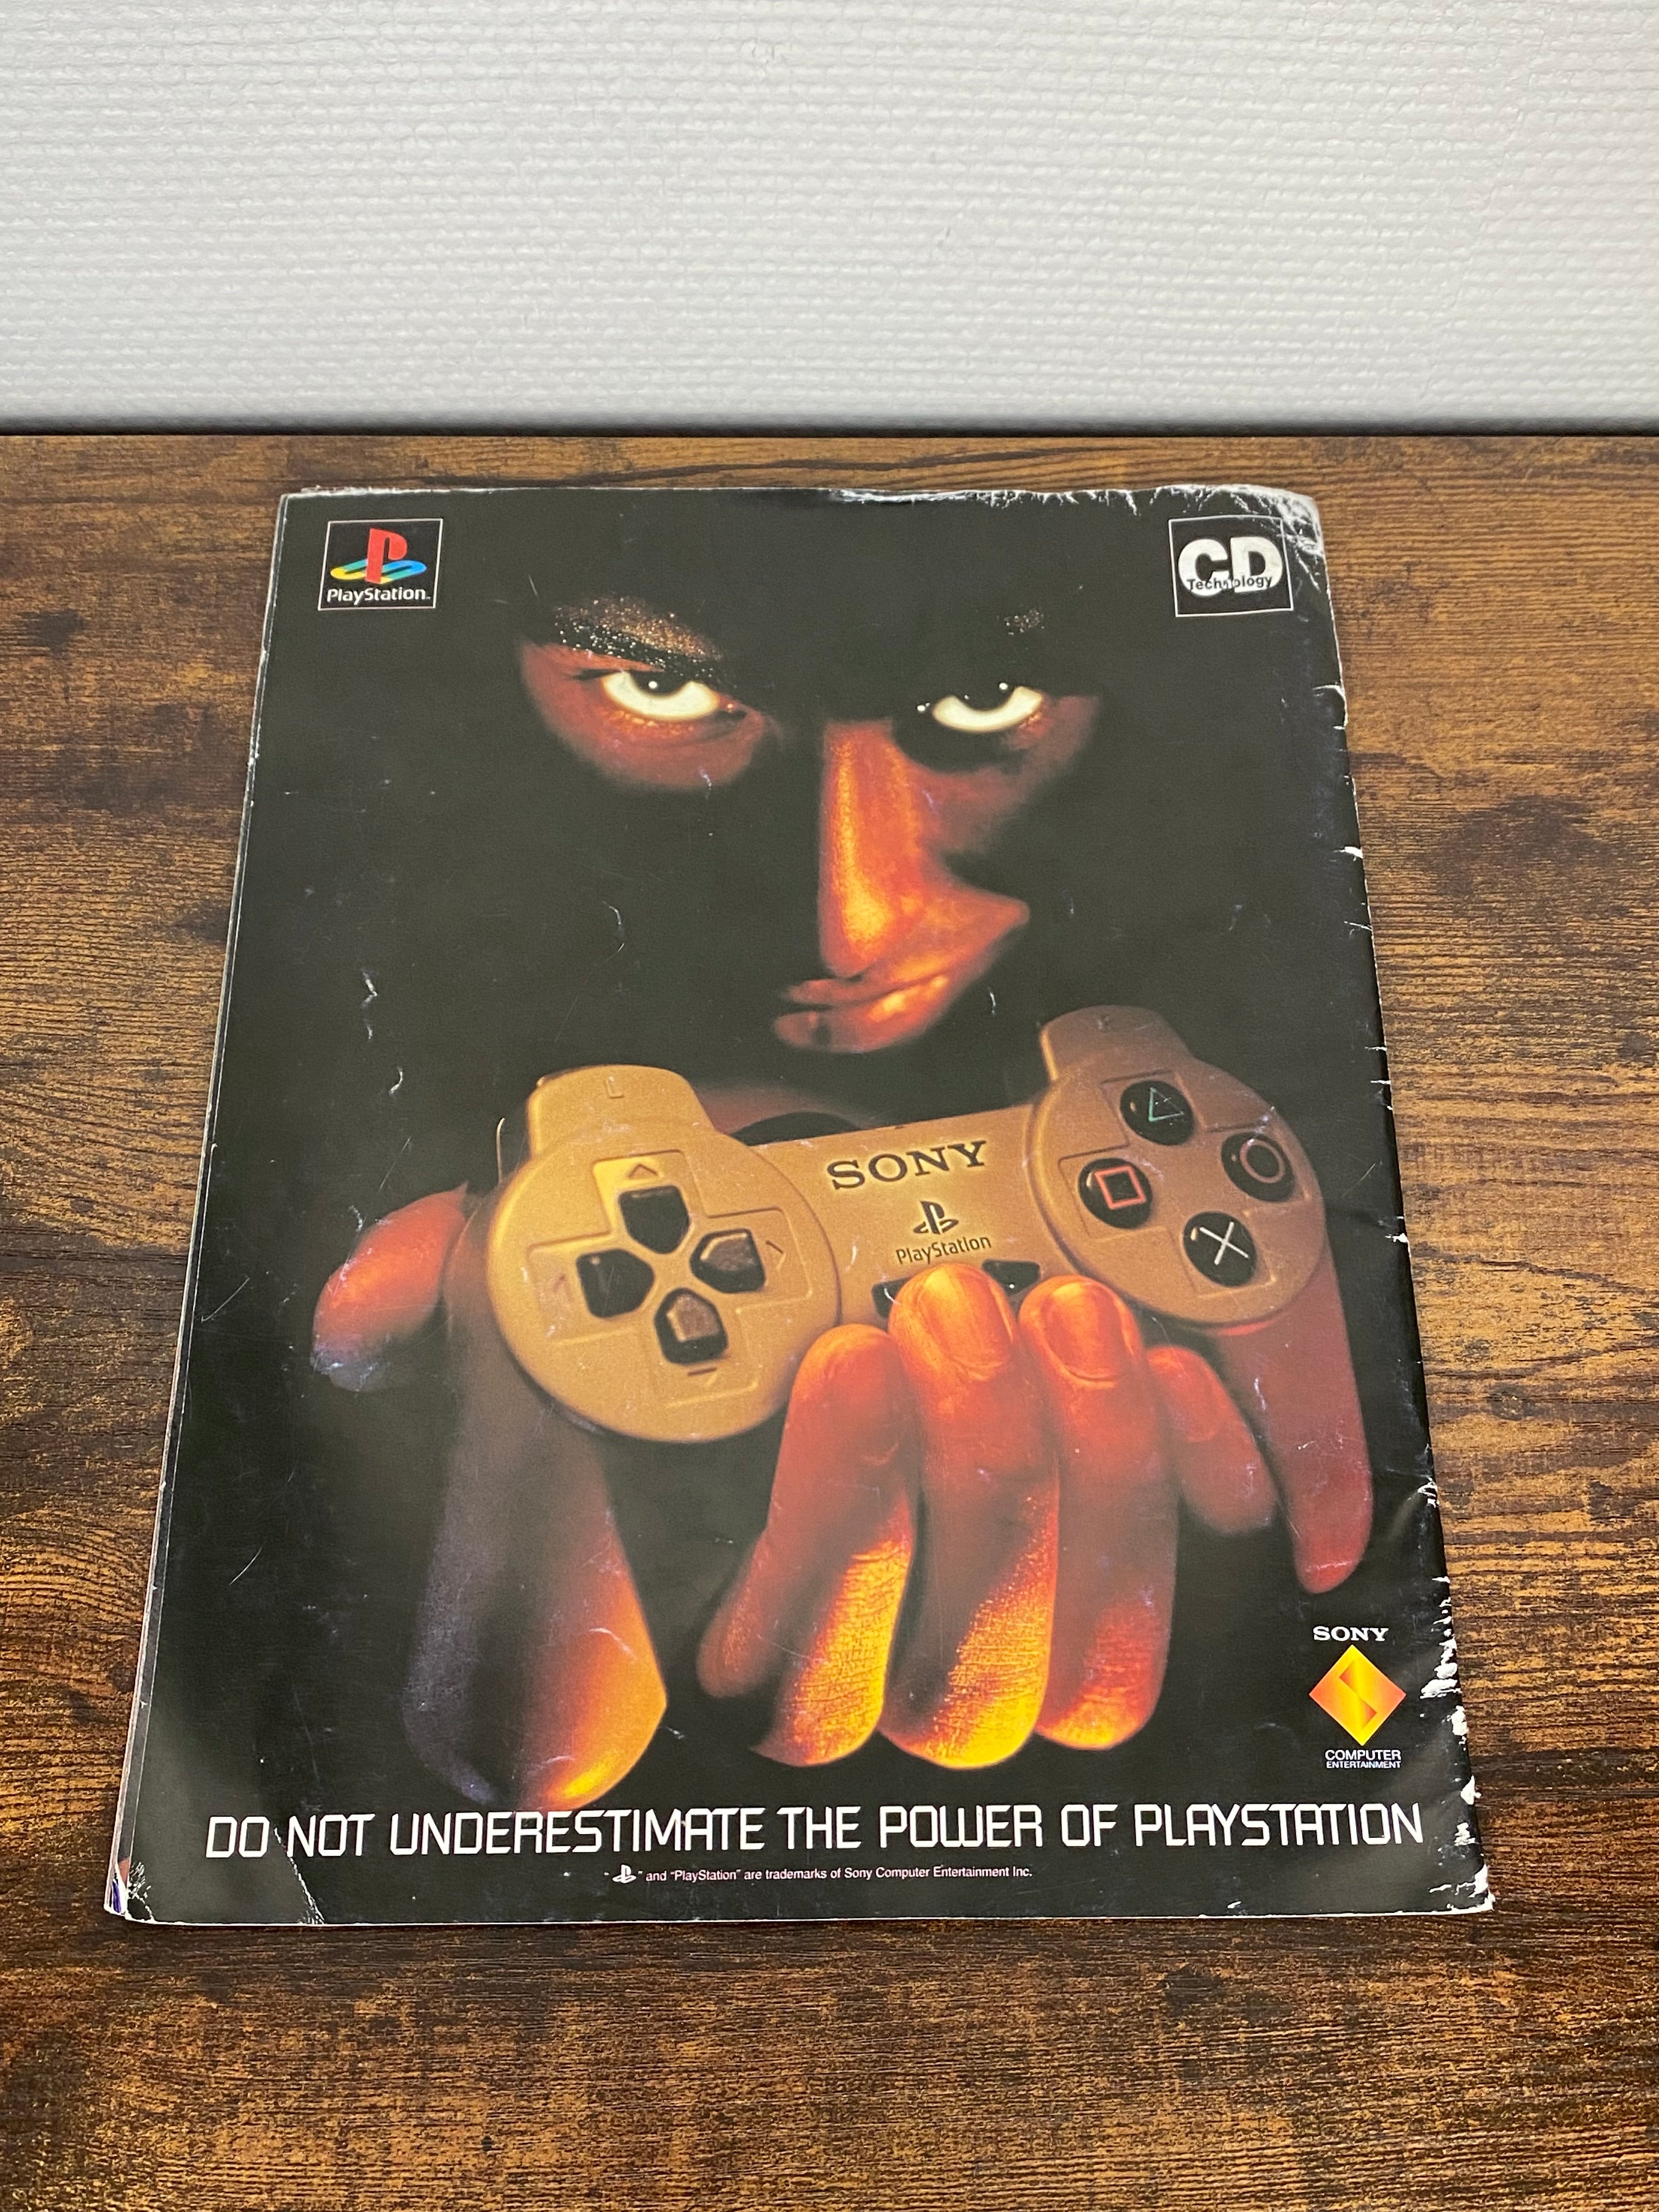 PlayStation™
CD
Technology
L
R
SONY
PlayStation
SONY
COMPUTER
ENTERTAINMENT
DO NOT UNDERESTIMATE THE POWER OF PLAYSTATION
" " and "PlayStation" are trademarks of Sony Computer Entertainment Inc.